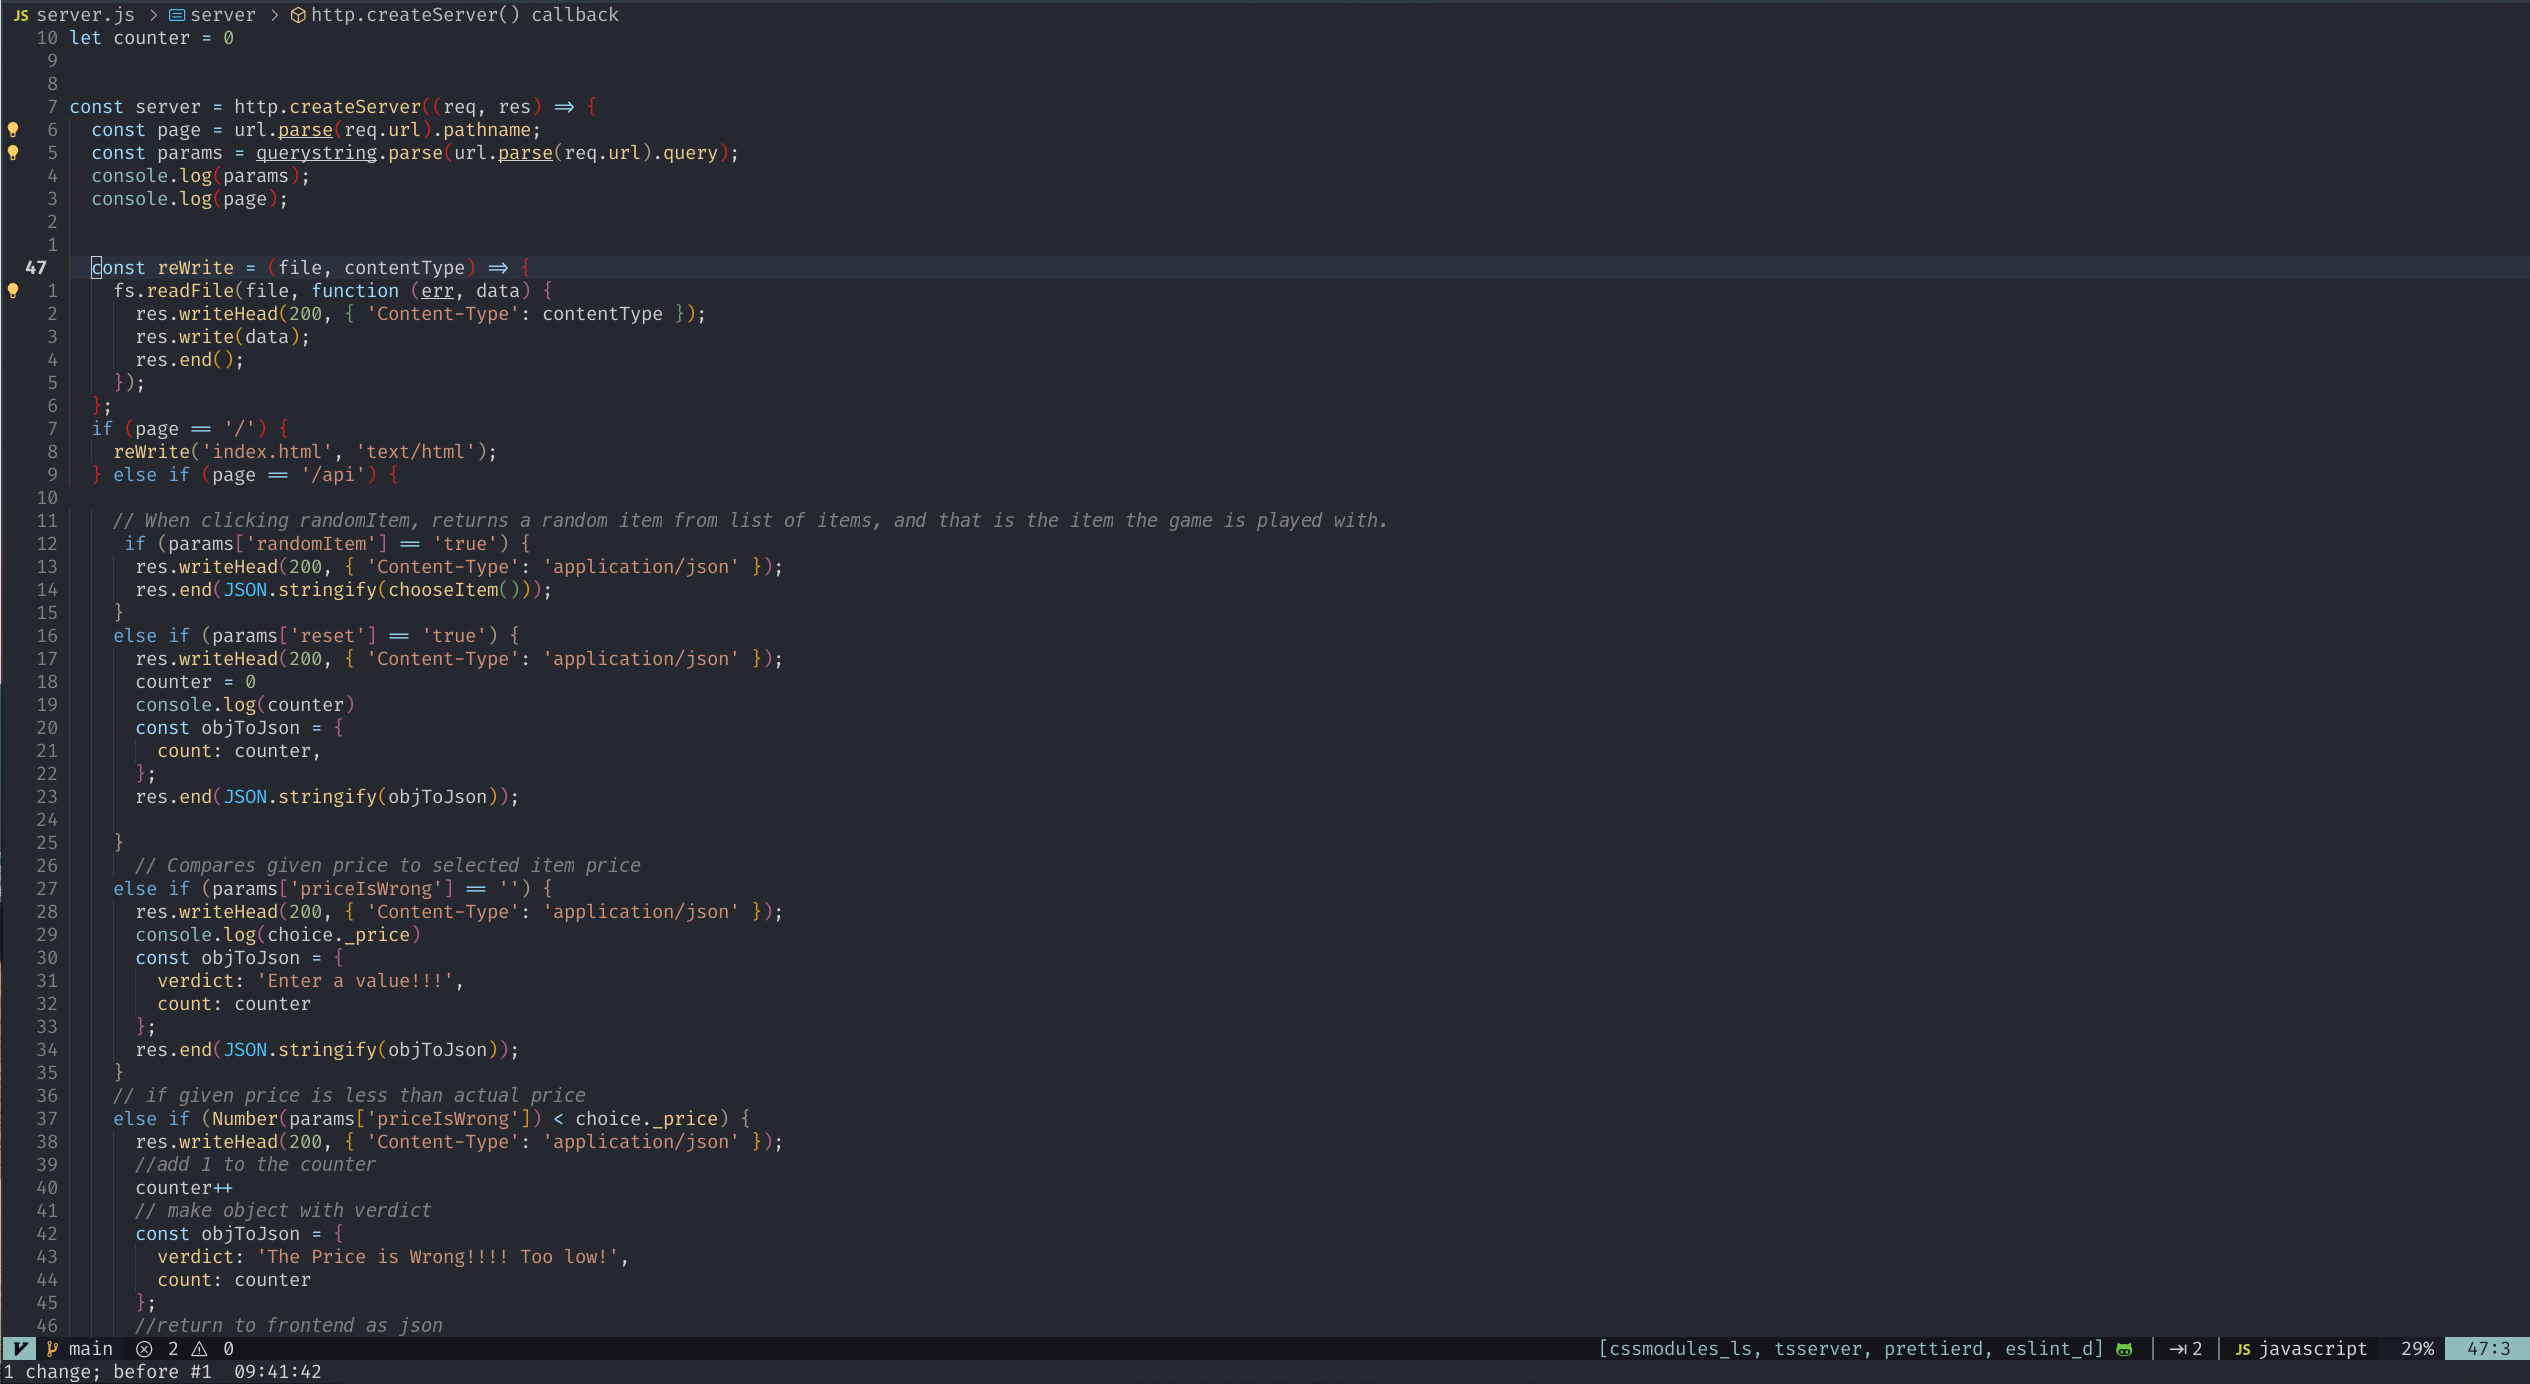 JS server.js > server > http.createServer() callback
10 let counter = 0
9
8
7 const server = http.createServer((req, res) => {
6   const page = url.parse(req.url).pathname;
5   const params = querystring.parse(url.parse(req.url).query);
4   console.log(params);
3   console.log(page);
2
1
47   const reWrite = (file, contentType) => {
1     fs.readFile(file, function (err, data) {
2       res.writeHead(200, { 'Content-Type': contentType });
3       res.write(data);
4       res.end();
5     });
6   };
7   if (page == '/') {
8     reWrite('index.html', 'text/html');
9   } else if (page == '/api') {
10
11     // When clicking randomItem, returns a random item from list of items, and that is the item the game is played with.
12      if (params['randomItem'] == 'true') {
13       res.writeHead(200, { 'Content-Type': 'application/json' });
14       res.end(JSON.stringify(chooseItem()));
15     }
16     else if (params['reset'] == 'true') {
17       res.writeHead(200, { 'Content-Type': 'application/json' });
18       counter = 0
19       console.log(counter)
20       const objToJson = {
21         count: counter,
22       };
23       res.end(JSON.stringify(objToJson));
24
25     }
26       // Compares given price to selected item price
27     else if (params['priceIsWrong'] == '') {
28       res.writeHead(200, { 'Content-Type': 'application/json' });
29       console.log(choice._price)
30       const objToJson = {
31         verdict: 'Enter a value!!!',
32         count: counter
33       };
34       res.end(JSON.stringify(objToJson));
35     }
36     // if given price is less than actual price
37     else if (Number(params['priceIsWrong']) < choice._price) {
38       res.writeHead(200, { 'Content-Type': 'application/json' });
39       //add 1 to the counter
40       counter++
41       // make object with verdict
42       const objToJson = {
43         verdict: 'The Price is Wrong!!!! Too low!',
44         count: counter
45       };
46       //return to frontend as json
main 2 0 [cssmodules_ls, tsserver, prettierd, eslint_d] 2 JS javascript 29% 47:3
1 change; before #1  09:41:42